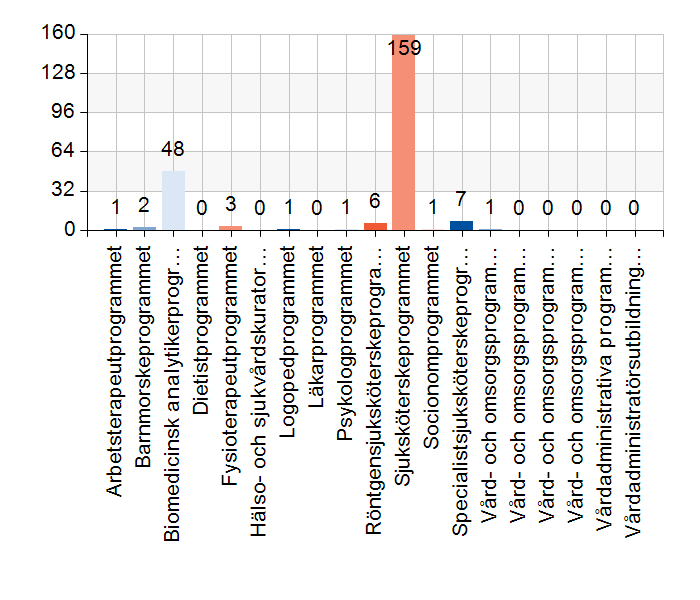 160
128
96
64
32
0
1
2
48
0
3
0
1
0
1
6
159
1
7
1
0
0
0
0
0
Arbetsterapeutprogrammet
Barnmorskeprogrammet
Biomedicinsk analytikerprogr....
Dietistprogrammet
Fysioterapeutprogrammet
Hälso- och sjukvårdskurator....
Logopedprogrammet
Läkarprogrammet
Psykologprogrammet
Röntgensjuksköterskeprogra....
Sjuksköterskeprogrammet
Socionomprogrammet
Specialistsjuksköterskeprogr....
Vård- och omsorgsprogram....
Vård- och omsorgsprogram....
Vård- och omsorgsprogram....
Vård- och omsorgsprogram....
Vårdadministrativa program....
Vårdadministratörsutbildning....